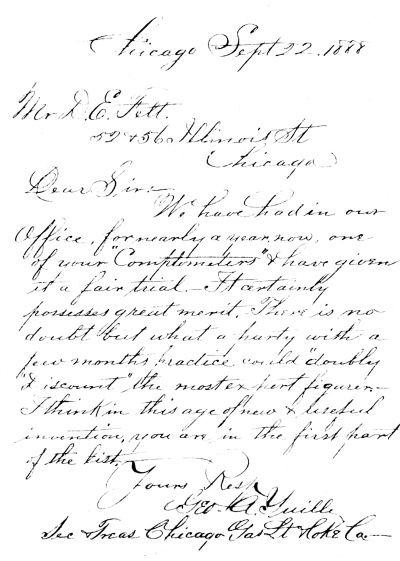 Chicago Sept 22. 1888
Mr D. E. Felt.
52 & 56 Illinois St
Chicago
Dear Sir:-
We have had in our
Office, for nearly a year, now, one
of your "Comptometers" & have given
it a fair trial. - It certainly
possesses great merit. There is no
doubt but what a party with a
few months practice could "doubly
discount" the most expert figurer.-
I think in this age of new & useful
invention, you are in the first part
of the list.-
Yours Resp
Geo. A. Yuille
Sec & Treas Chicago Gas Lt & Coke Co-